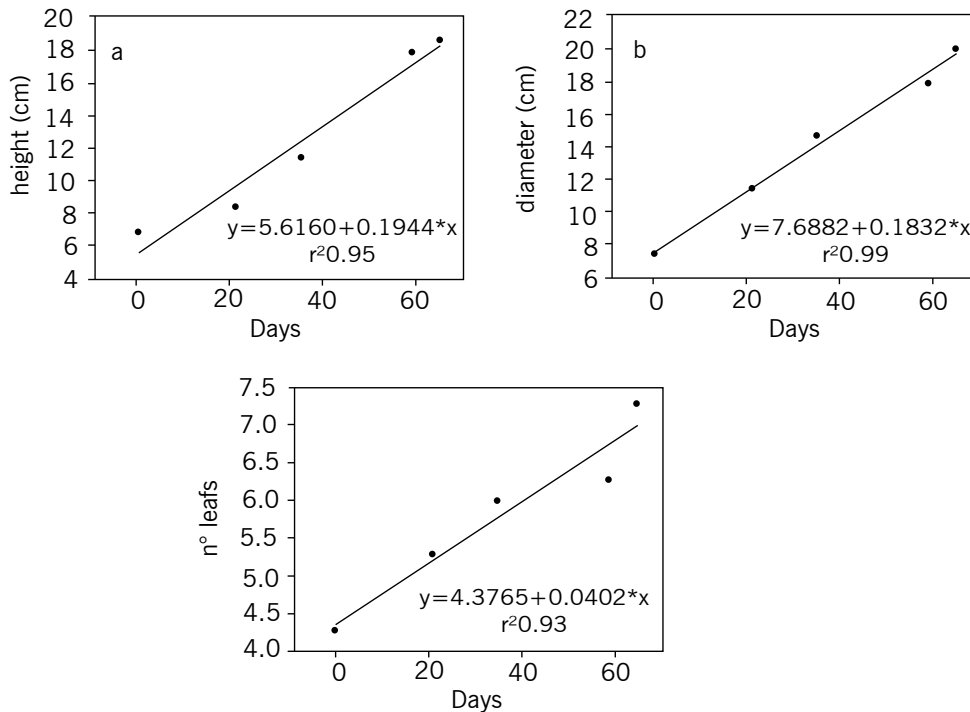 20
18
16
14
12
10
8
6
4
height (cm)
a
y=5.6160+0.1944*x
r²0.95
0 20 40 60
Days
22
20
18
16
14
12
10
8
6
diameter (cm)
b
y=7.6882+0.1832*x
r²0.99
0 20 40 60
Days
7.5
7.0
6.5
6.0
5.5
5.0
4.5
4.0
n° leafs
y=4.3765+0.0402*x
r²0.93
0 20 40 60
Days